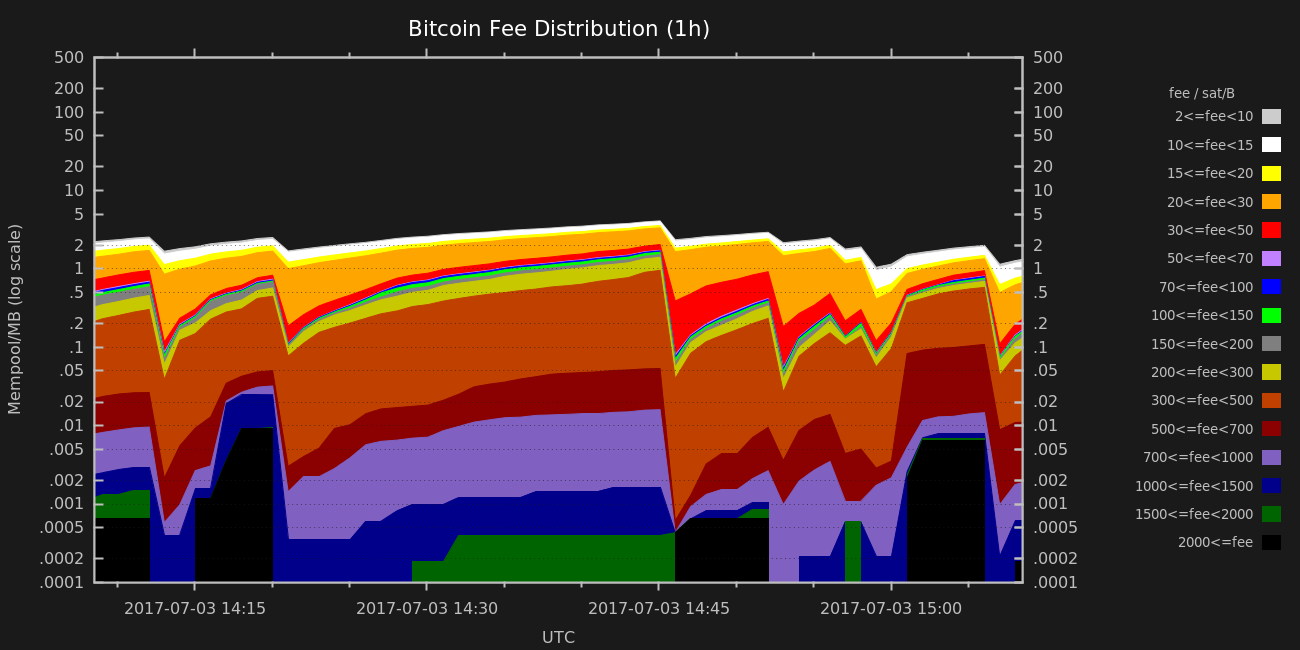 Bitcoin Fee Distribution (1h)
Mempool/MB (log scale)
500
200
100
50
20
10
5
2
1
.5
.2
.1
.05
.02
.01
.005
.002
.001
.0005
.0002
.0001
500
200
100
50
20
10
5
2
1
.5
.2
.1
.05
.02
.01
.005
.002
.001
.0005
.0002
.0001
2017-07-03 14:15
2017-07-03 14:30
2017-07-03 14:45
2017-07-03 15:00
UTC
fee / sat/B
2<=fee<10
10<=fee<15
15<=fee<20
20<=fee<30
30<=fee<50
50<=fee<70
70<=fee<100
100<=fee<150
150<=fee<200
200<=fee<300
300<=fee<500
500<=fee<700
700<=fee<1000
1000<=fee<1500
1500<=fee<2000
2000<=fee